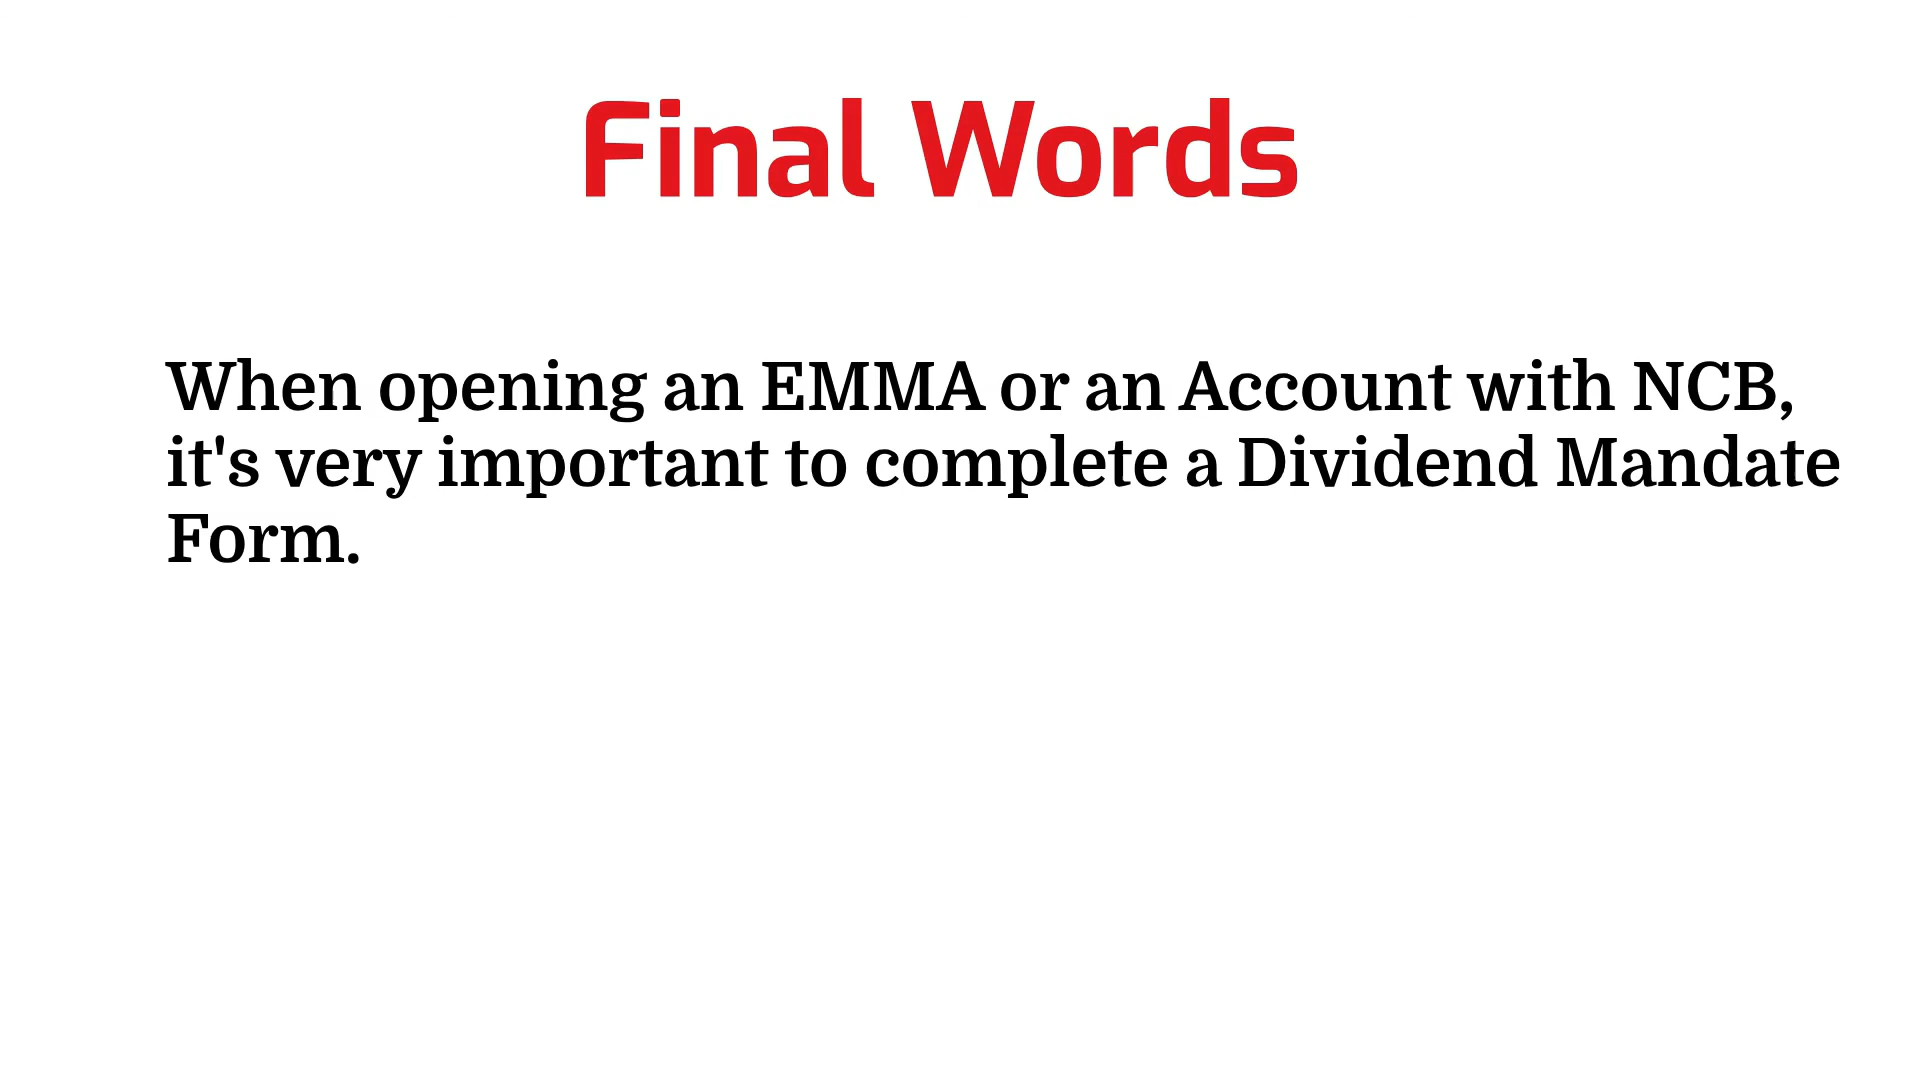 Final Words
When opening an EMMA or an Account with NCB,
it's very important to complete a Dividend Mandate
Form.